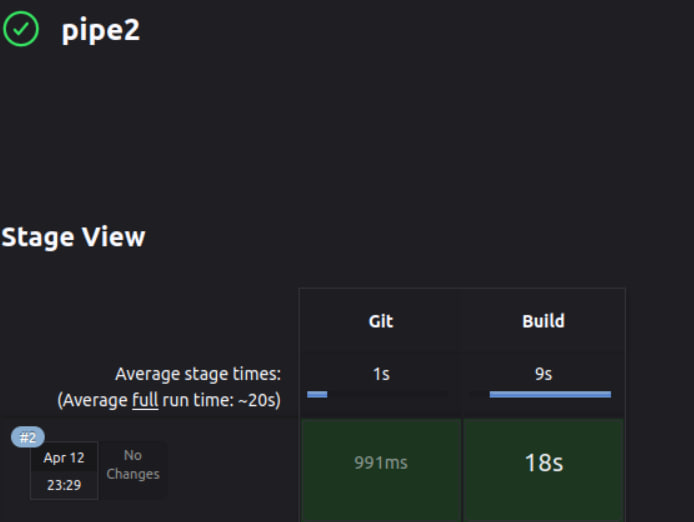 pipe2
Stage View
Git Build
Average stage times: 1s 9s
(Average full run time: ~20s)
#2
Apr 12
23:29
No
Changes
991ms
18s